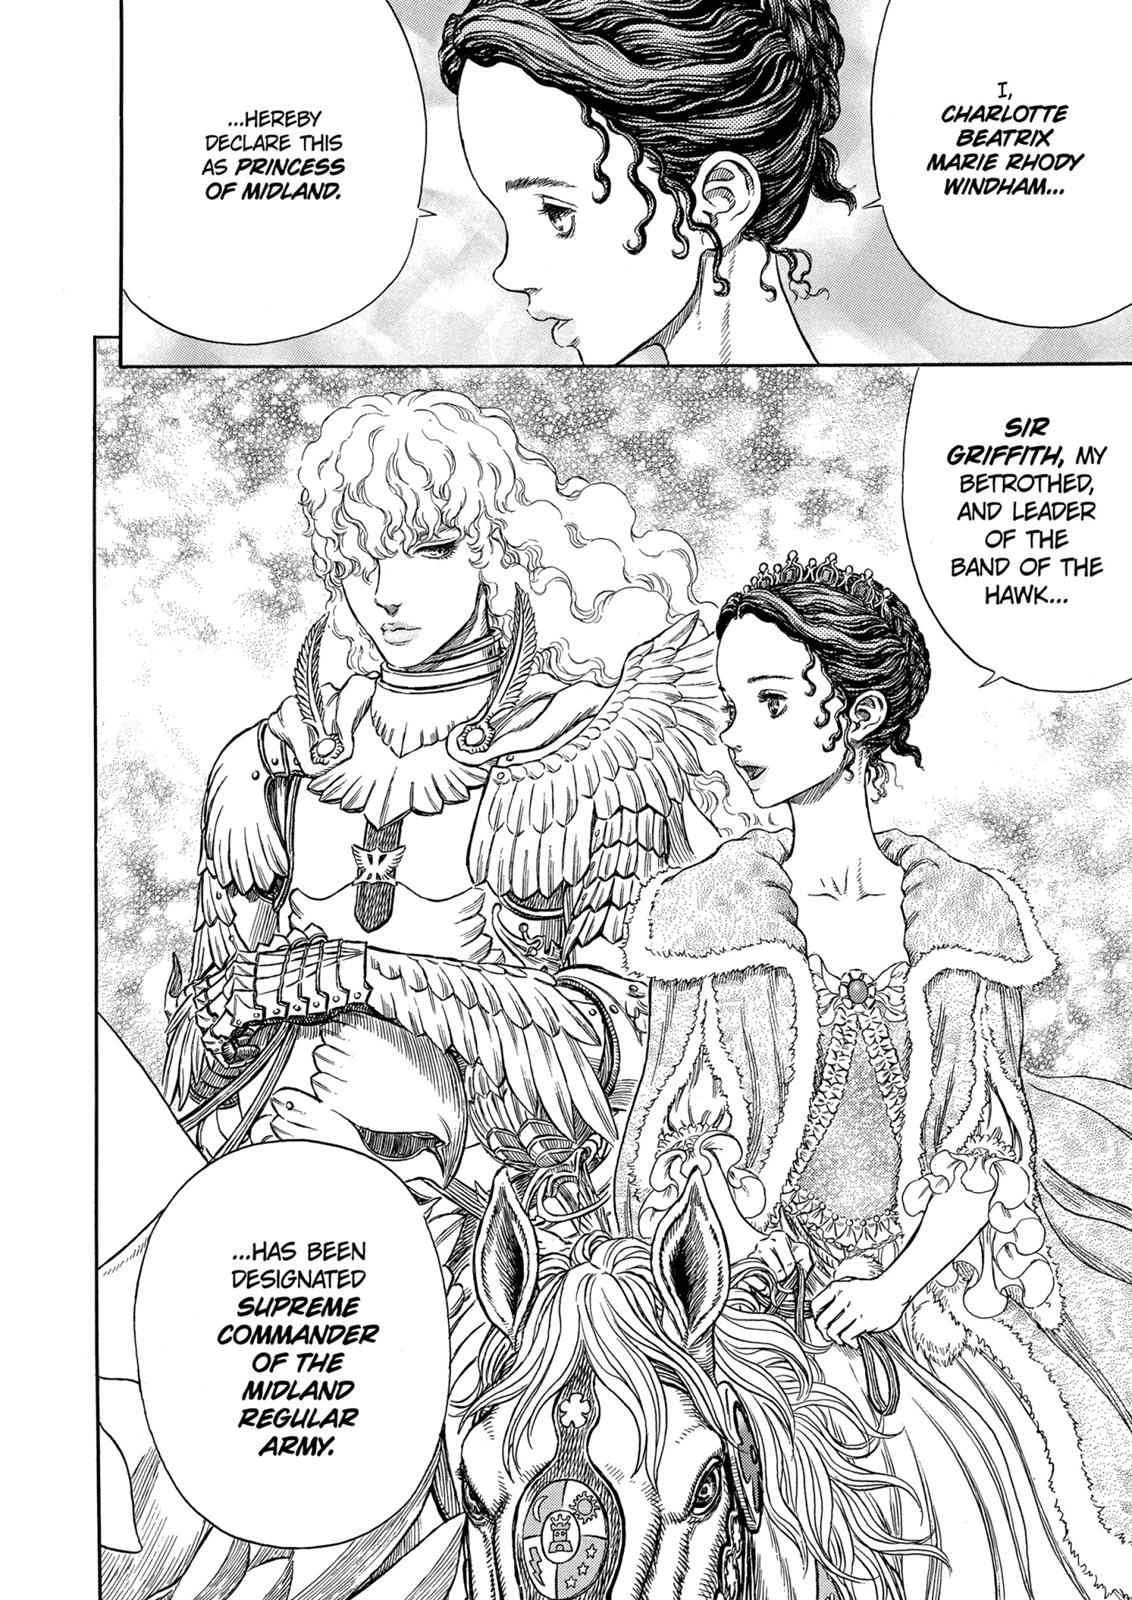 I,
CHARLOTTE
BEATRIX
MARIE RHODY
WINDHAM...
...HEREBY
DECLARE THIS
AS PRINCESS
OF MIDLAND.
SIR
GRIFFITH, MY
BETROTHED,
AND LEADER
OF THE
BAND OF THE
HAWK...
...HAS BEEN
DESIGNATED
SUPREME
COMMANDER
OF THE
MIDLAND
REGULAR
ARMY.